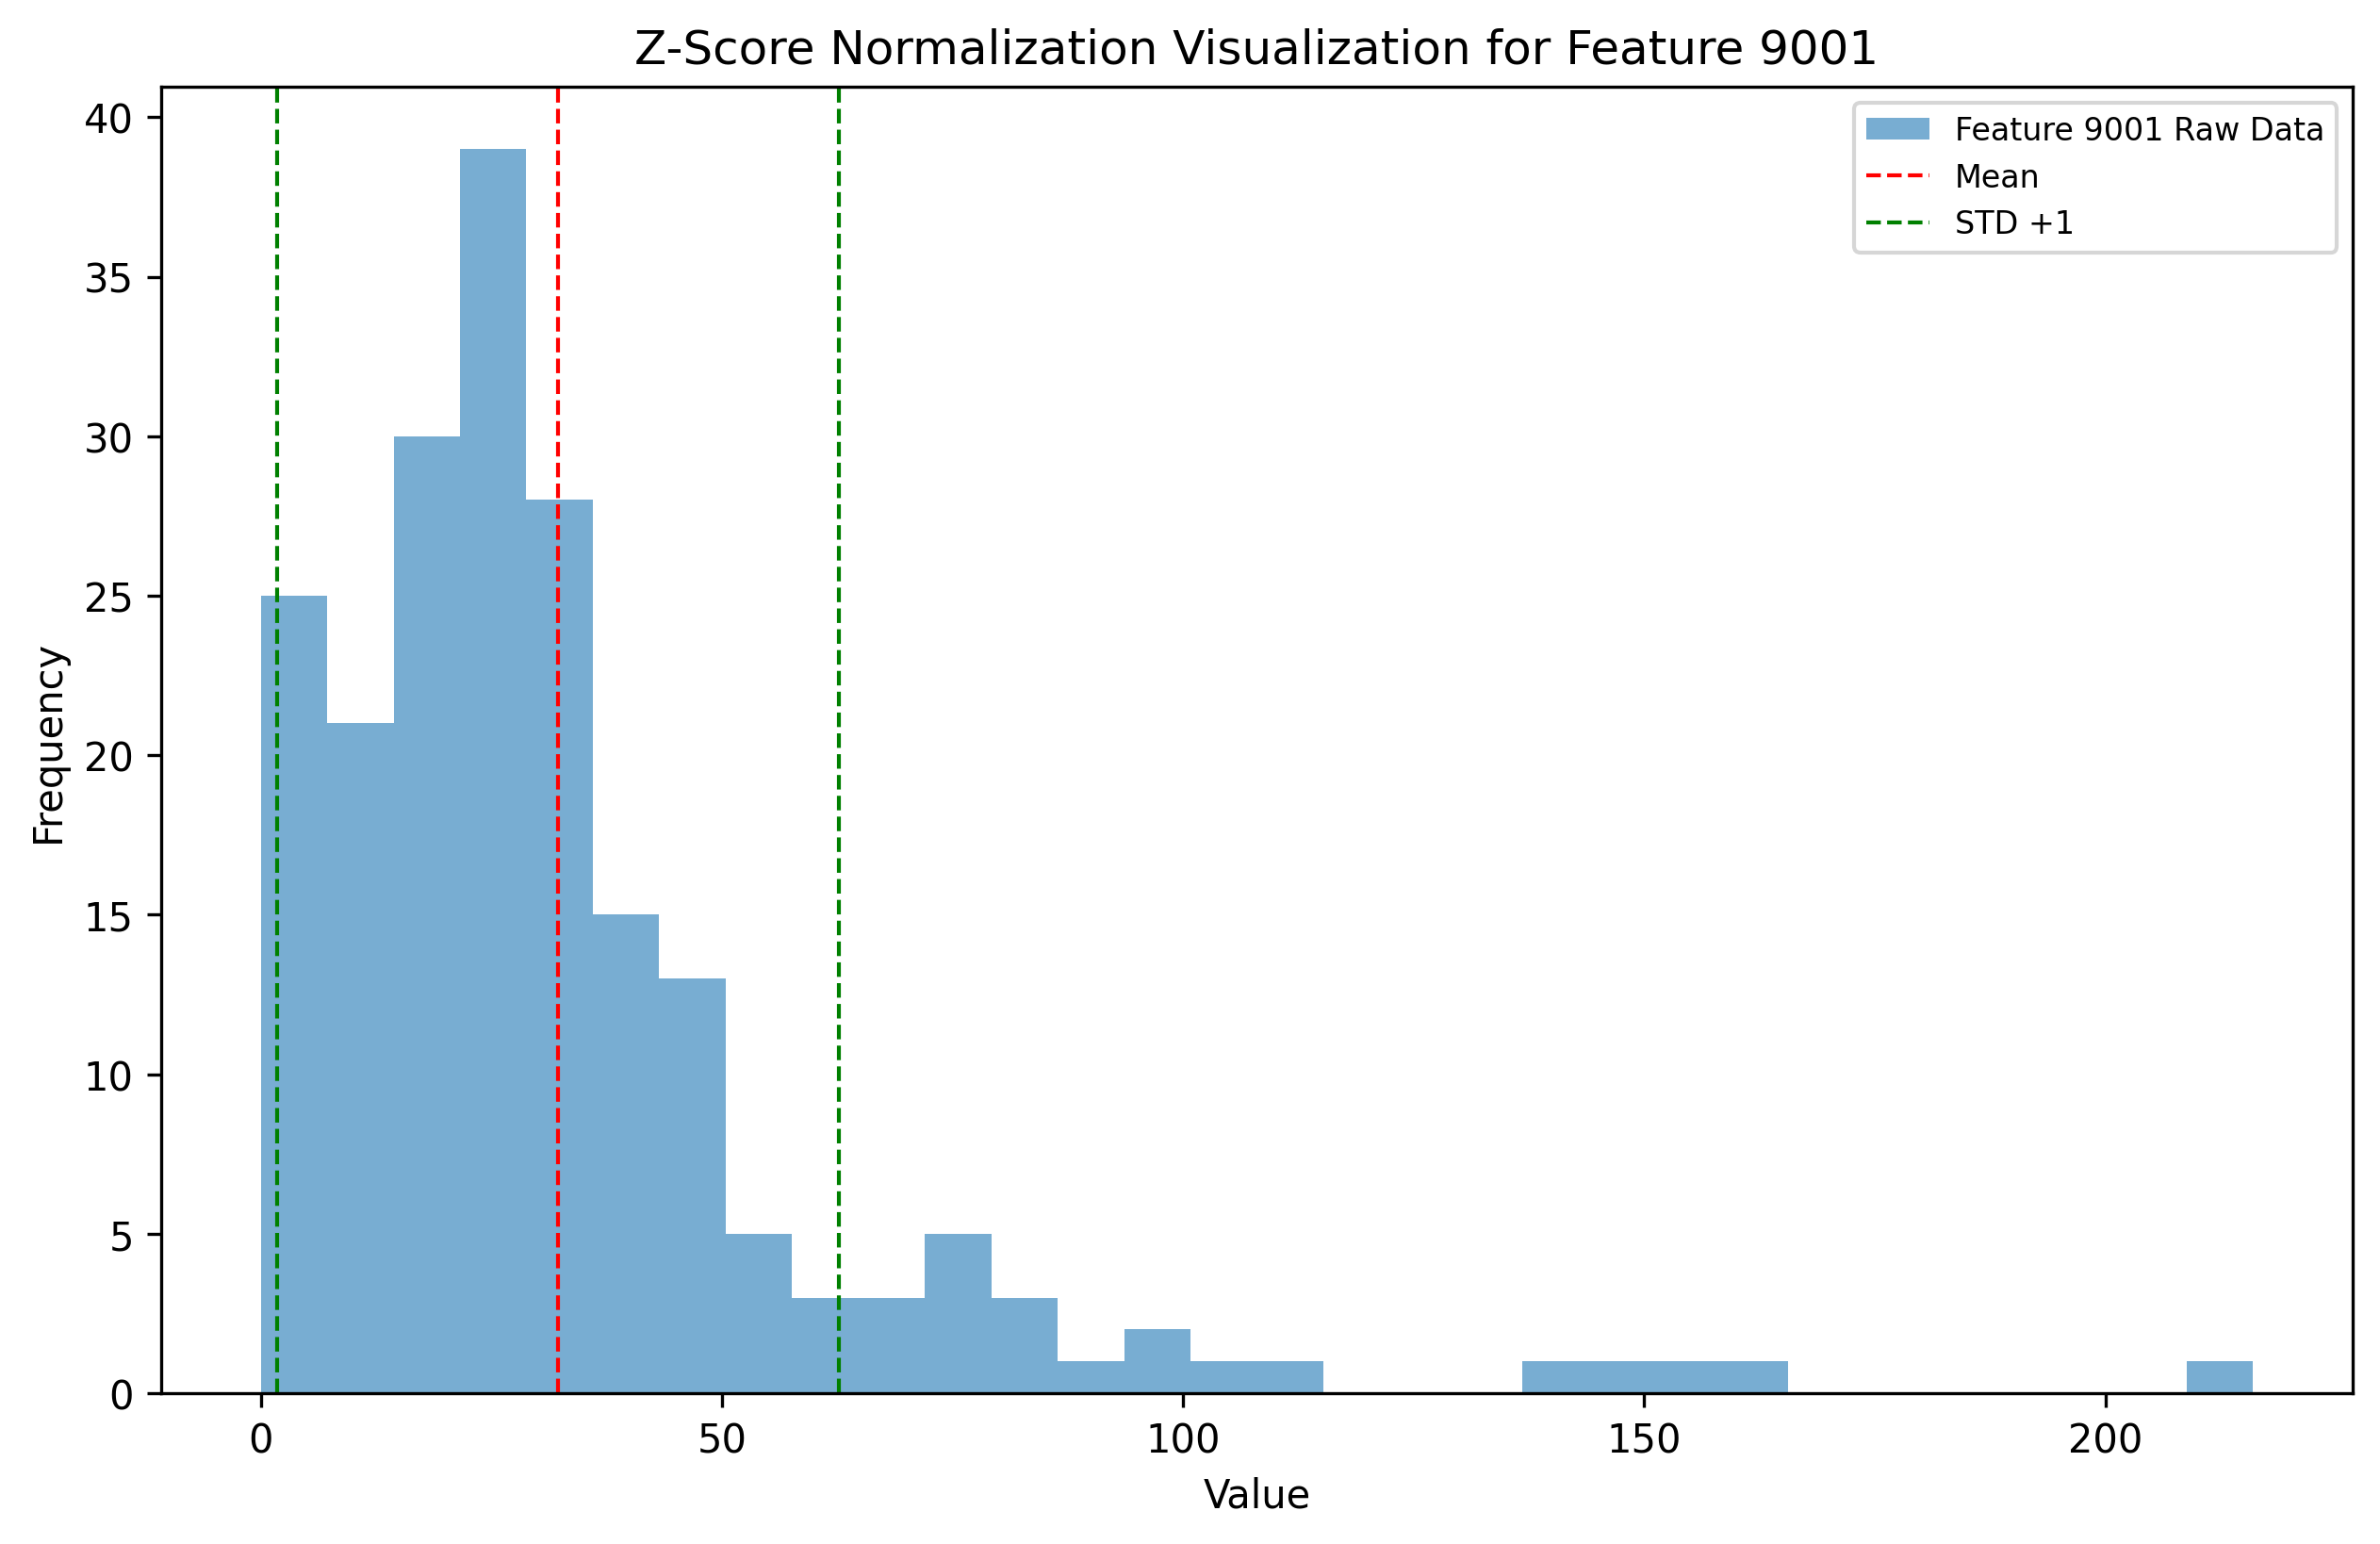 Z-Score Normalization Visualization for Feature 9001
Feature 9001 Raw Data
Mean
STD +1
40
35
30
25
20
15
10
5
0
Frequency
0 50 100 150 200
Value